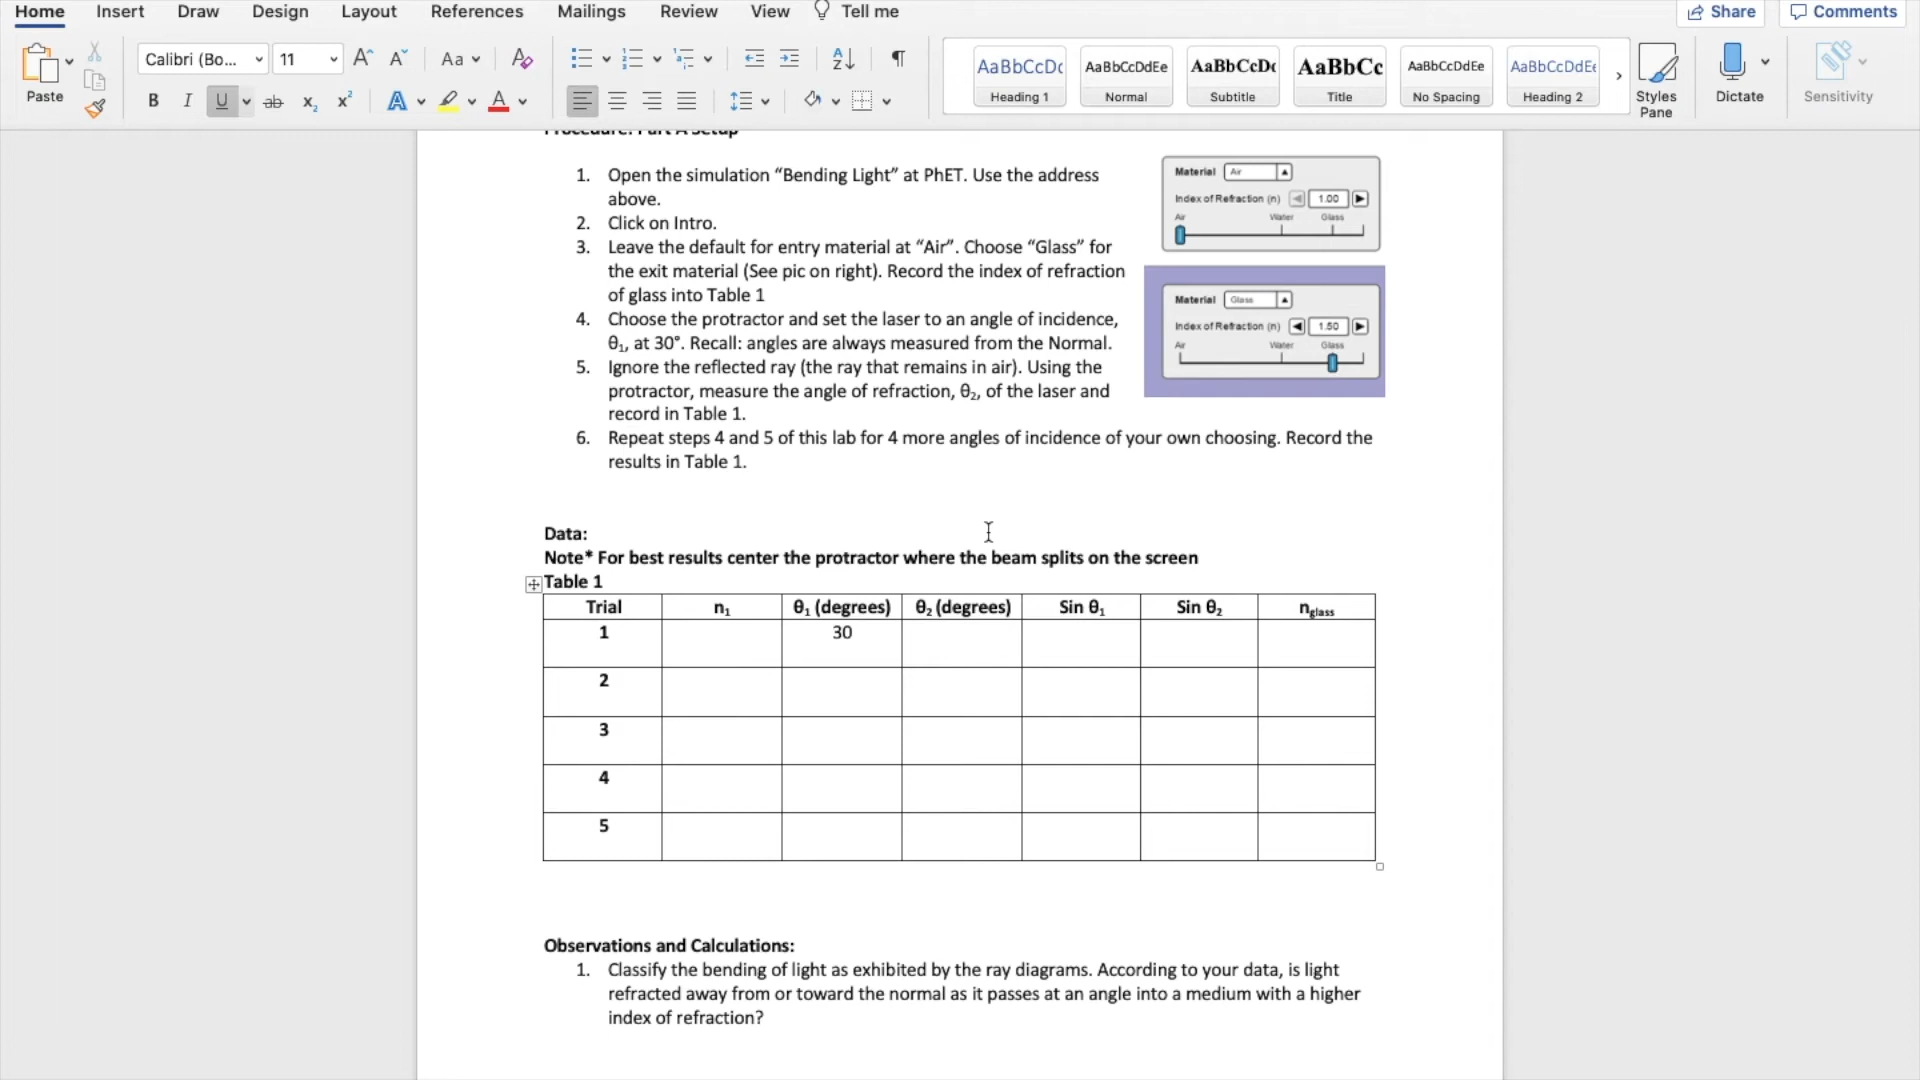 Home Insert Draw Design Layout References Mailings Review View Tell me Share Comments
Paste
Calibri (Bo... 11 Aa
B I U ab x₂ x² A A
AaBbCcDc AaBbCcDdEe AaBbCcDc AaBbCc AaBbCcDdEe AaBbCcDdEe
Heading 1 Normal Subtitle Title No Spacing Heading 2
Styles Pane Dictate Sensitivity
Procedure: Part A Setup
1. Open the simulation “Bending Light” at PhET. Use the address
above.
2. Click on Intro.
3. Leave the default for entry material at “Air”. Choose “Glass” for
the exit material (See pic on right). Record the index of refraction
of glass into Table 1
4. Choose the protractor and set the laser to an angle of incidence,
θ₁, at 30°. Recall: angles are always measured from the Normal.
5. Ignore the reflected ray (the ray that remains in air). Using the
protractor, measure the angle of refraction, θ₂, of the laser and
record in Table 1.
6. Repeat steps 4 and 5 of this lab for 4 more angles of incidence of your own choosing. Record the
results in Table 1.
Material Air
Index of Refraction (n) 1.00
Air Water Glass
Material Glass
Index of Refraction (n) 1.50
Air Water Glass
Data:
Note* For best results center the protractor where the beam splits on the screen
Table 1
Trial n₁ θ₁ (degrees) θ₂ (degrees) Sin θ₁ Sin θ₂ nglass
1 30
2
3
4
5
Observations and Calculations:
1. Classify the bending of light as exhibited by the ray diagrams. According to your data, is light
refracted away from or toward the normal as it passes at an angle into a medium with a higher
index of refraction?